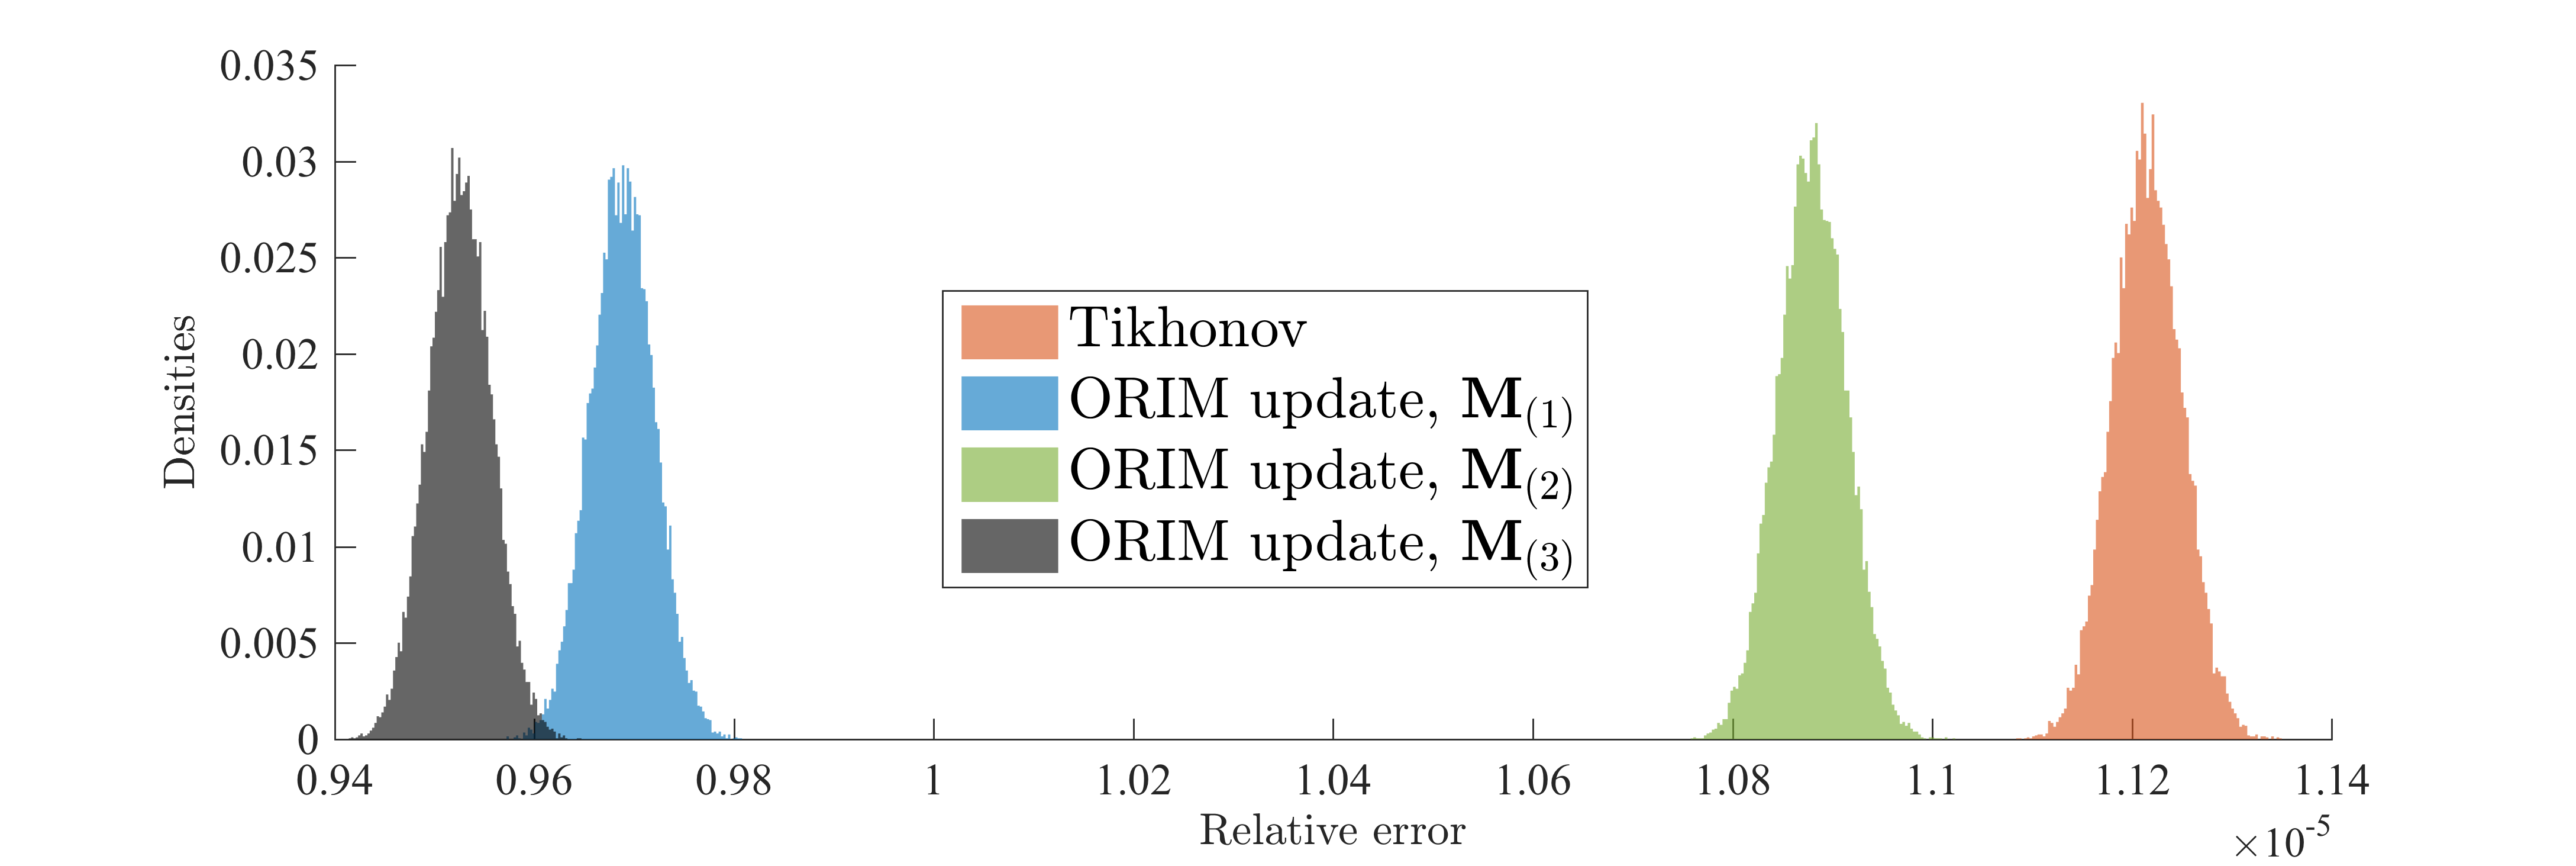 0.035
0.03
0.025
0.02
0.015
0.01
0.005
0
Densities
Tikhonov
ORIM update, M(1)
ORIM update, M(2)
ORIM update, M(3)
0.94 0.96 0.98 1 1.02 1.04 1.06 1.08 1.1 1.12 1.14
Relative error
×10-5